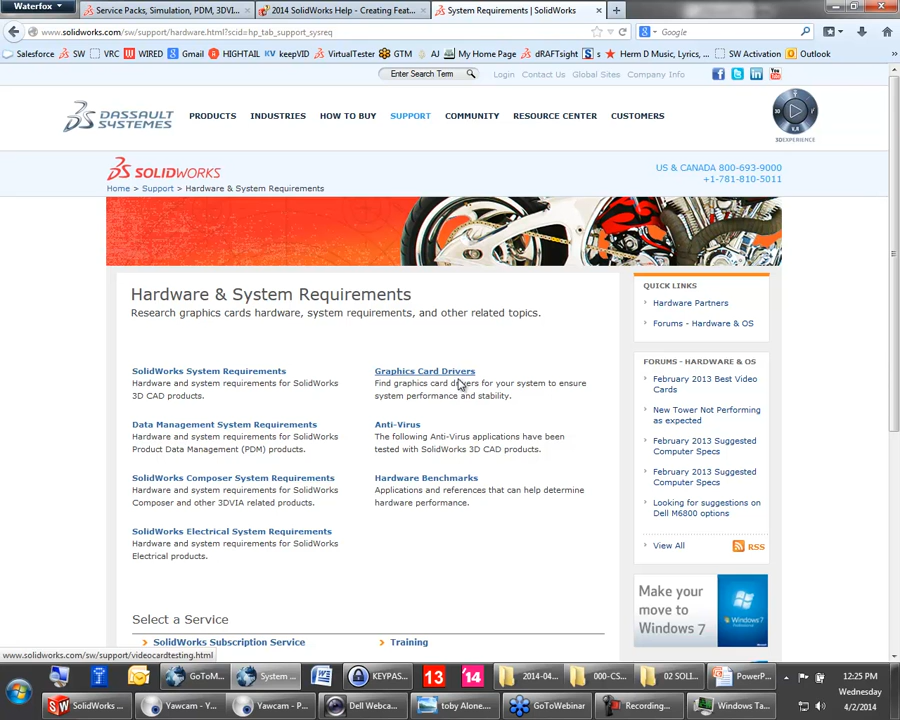 Waterfox
Service Packs, Simulation, PDM, 3DVI...
2014 SolidWorks Help - Creating Feat...
System Requirements | SolidWorks
www.solidworks.com/sw/support/hardware.html?scid=hp_tab_support_sysreq
Google
Salesforce SW VRC WIRED Gmail HIGHTAIL keepVID VirtualTester GTM AJ My Home Page dRAFTsight s Herm D Music, Lyrics, ... SW Activation Outlook
Enter Search Term
Login Contact Us Global Sites Company Info
DASSAULT SYSTEMES
PRODUCTS INDUSTRIES HOW TO BUY SUPPORT COMMUNITY RESOURCE CENTER CUSTOMERS
3DEXPERIENCE
SOLIDWORKS
US & CANADA 800-693-9000
+1-781-810-5011
Home > Support > Hardware & System Requirements
Hardware & System Requirements
Research graphics cards hardware, system requirements, and other related topics.
SolidWorks System Requirements
Hardware and system requirements for SolidWorks
3D CAD products.
Data Management System Requirements
Hardware and system requirements for SolidWorks
Product Data Management (PDM) products.
SolidWorks Composer System Requirements
Hardware and system requirements for SolidWorks
Composer and other 3DVIA related products.
SolidWorks Electrical System Requirements
Hardware and system requirements for SolidWorks
Electrical products.
Graphics Card Drivers
Find graphics card drivers for your system to ensure
system performance and stability.
Anti-Virus
The following Anti-Virus applications have been
tested with SolidWorks 3D CAD products.
Hardware Benchmarks
Applications and references that can help determine
hardware performance.
Select a Service
SolidWorks Subscription Service
Training
QUICK LINKS
Hardware Partners
Forums - Hardware & OS
FORUMS - HARDWARE & OS
February 2013 Best Video
Cards
New Tower Not Performing
as expected
February 2013 Suggested
Computer Specs
February 2013 Suggested
Computer Specs
Looking for suggestions on
Dell M6800 options
View All
RSS
Make your
move to
Windows 7
Windows 7
www.solidworks.com/sw/support/videocardtesting.html
GoToM...
System ...
KEYPAS...
13
'14
2014-04...
000-CS...
02 SOLI...
PowerP...
SolidWorks ...
Yawcam - Y...
Yawcam - P...
Dell Webcam...
toby Alone....
GoToWebinar
Recording...
Windows Ta...
12:25 PM
Wednesday
4/2/2014